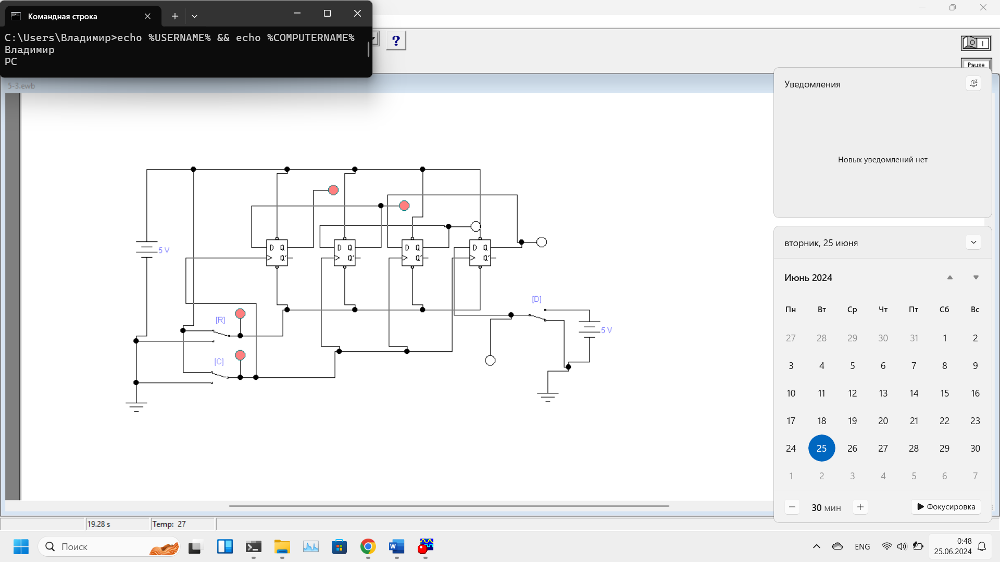 Командная строка
C:\Users\Владимир>echo %USERNAME% && echo %COMPUTERNAME%
Владимир
PC
?
Pause
5-3.ewb
Уведомления
Новых уведомлений нет
5 V
D Q
Q'
D Q
Q'
D Q
Q'
D Q
Q'
[R]
[C]
[D]
5 V
вторник, 25 июня
Июнь 2024
Пн Вт Ср Чт Пт Сб Вс
27 28 29 30 31 1 2
3 4 5 6 7 8 9
10 11 12 13 14 15 16
17 18 19 20 21 22 23
24 25 26 27 28 29 30
1 2 3 4 5 6 7
30 мин
Фокусировка
19.28 s
Temp: 27
Поиск
ENG
0:48
25.06.2024